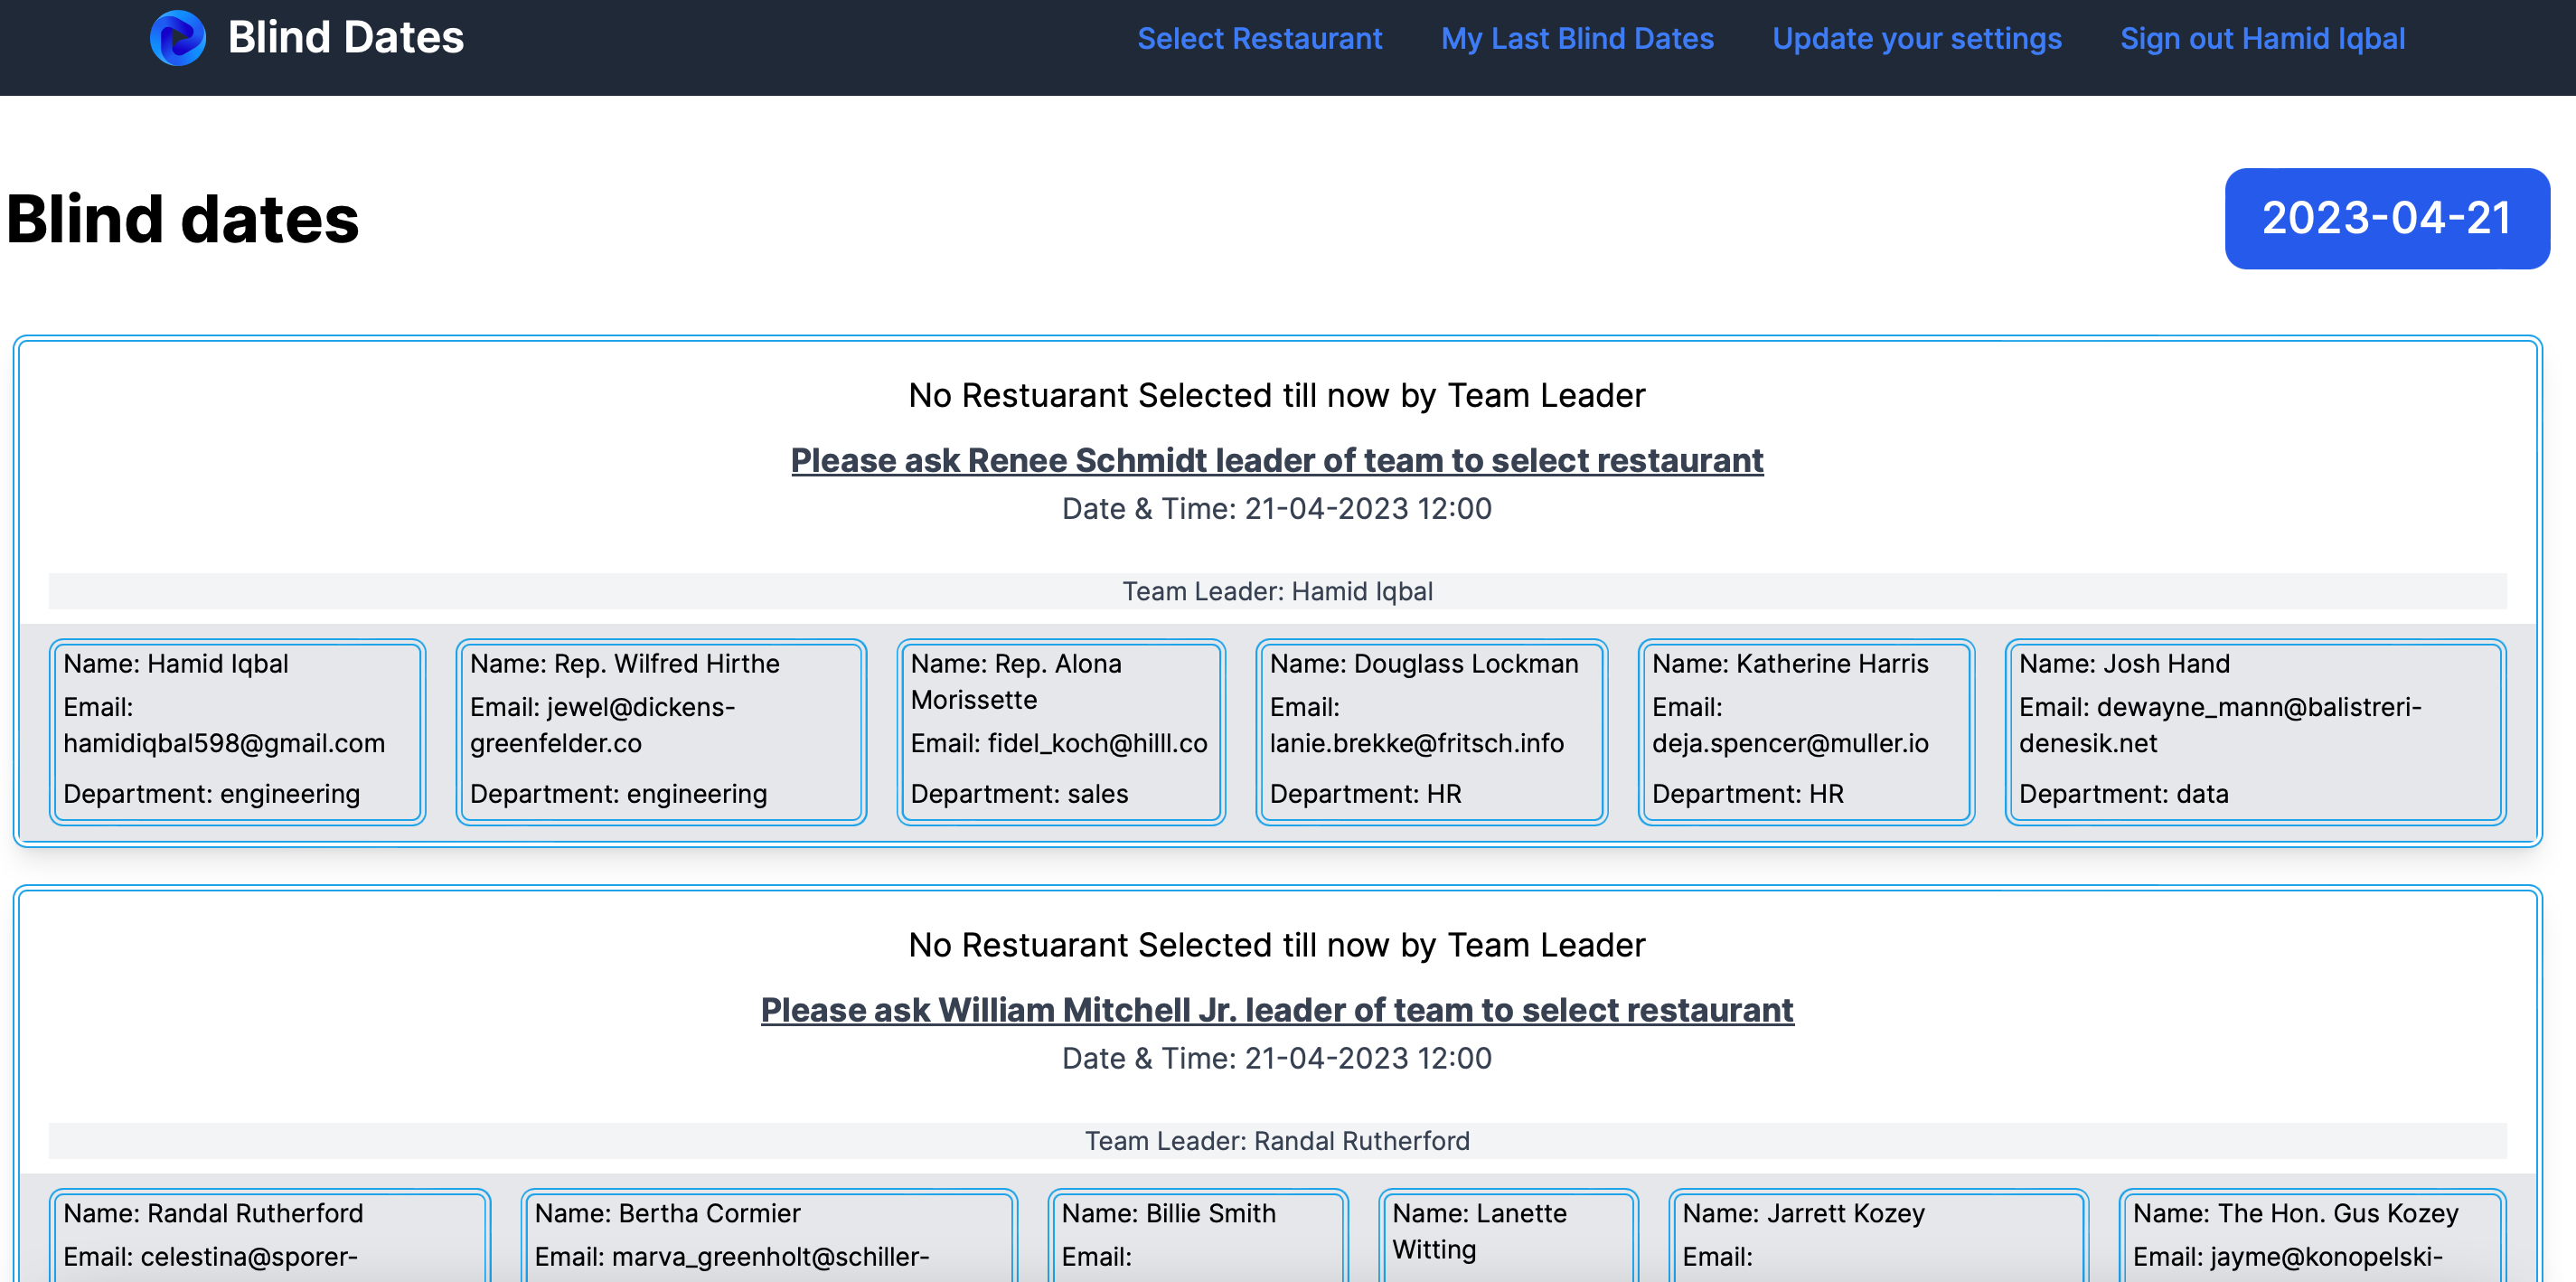 Blind Dates
Select Restaurant
My Last Blind Dates
Update your settings
Sign out Hamid Iqbal
Blind dates
2023-04-21
No Restuarant Selected till now by Team Leader
Please ask Renee Schmidt leader of team to select restaurant
Date & Time: 21-04-2023 12:00
Team Leader: Hamid Iqbal
Name: Hamid Iqbal
Email:
hamidiqbal598@gmail.com
Department: engineering
Name: Rep. Wilfred Hirthe
Email: jewel@dickens-
greenfelder.co
Department: engineering
Name: Rep. Alona
Morissette
Email: fidel_koch@hilll.co
Department: sales
Name: Douglass Lockman
Email:
lanie.brekke@fritsch.info
Department: HR
Name: Katherine Harris
Email:
deja.spencer@muller.io
Department: HR
Name: Josh Hand
Email: dewayne_mann@balistreri-
denesik.net
Department: data
No Restuarant Selected till now by Team Leader
Please ask William Mitchell Jr. leader of team to select restaurant
Date & Time: 21-04-2023 12:00
Team Leader: Randal Rutherford
Name: Randal Rutherford
Email: celestina@sporer-
Name: Bertha Cormier
Email: marva_greenholt@schiller-
Name: Billie Smith
Email:
Name: Lanette
Witting
Name: Jarrett Kozey
Email:
Name: The Hon. Gus Kozey
Email: jayme@konopelski-